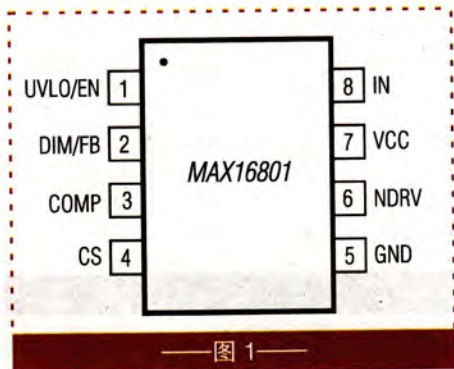 UVLO/EN 1
DIM/FB 2
COMP 3
CS 4
MAX16801
8 IN
7 VCC
6 NDRV
5 GND
图 1